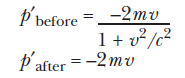 p′before = −2mv / (1 + v²/c²)
p′after = −2mv